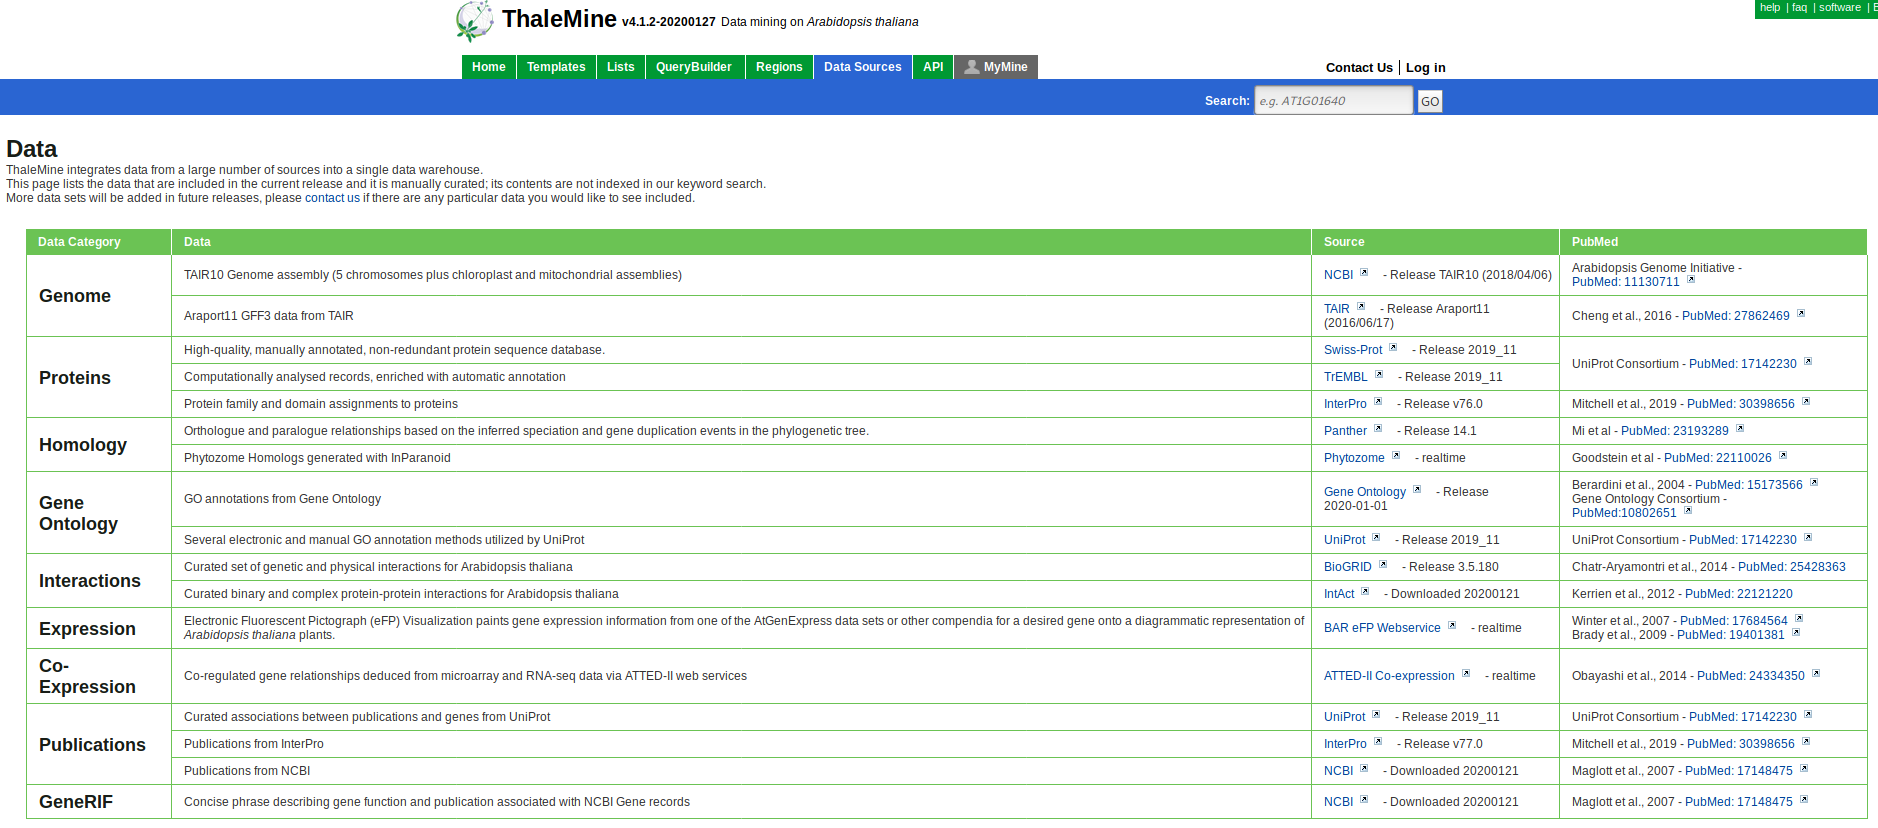 ThaleMine v4.1.2-20200127 Data mining on Arabidopsis thaliana
help | faq | software |
Home Templates Lists QueryBuilder Regions Data Sources API MyMine
Contact Us | Log in
Search: e.g. AT1G01640 GO
Data
ThaleMine integrates data from a large number of sources into a single data warehouse.
This page lists the data that are included in the current release and it is manually curated; its contents are not indexed in our keyword search.
More data sets will be added in future releases, please contact us if there are any particular data you would like to see included.
Data Category Data Source PubMed
Genome
TAIR10 Genome assembly (5 chromosomes plus chloroplast and mitochondrial assemblies)
NCBI - Release TAIR10 (2018/04/06)
Arabidopsis Genome Initiative -
PubMed: 11130711
Araport11 GFF3 data from TAIR
TAIR - Release Araport11
(2016/06/17)
Cheng et al., 2016 - PubMed: 27862469
Proteins
High-quality, manually annotated, non-redundant protein sequence database.
Swiss-Prot - Release 2019_11
UniProt Consortium - PubMed: 17142230
Computationally analysed records, enriched with automatic annotation
TrEMBL - Release 2019_11
Protein family and domain assignments to proteins
InterPro - Release v76.0
Mitchell et al., 2019 - PubMed: 30398656
Homology
Orthologue and paralogue relationships based on the inferred speciation and gene duplication events in the phylogenetic tree.
Panther - Release 14.1
Mi et al - PubMed: 23193289
Phytozome Homologs generated with InParanoid
Phytozome - realtime
Goodstein et al - PubMed: 22110026
Gene
Ontology
GO annotations from Gene Ontology
Gene Ontology - Release
2020-01-01
Berardini et al., 2004 - PubMed: 15173566
Gene Ontology Consortium -
PubMed:10802651
Several electronic and manual GO annotation methods utilized by UniProt
UniProt - Release 2019_11
UniProt Consortium - PubMed: 17142230
Interactions
Curated set of genetic and physical interactions for Arabidopsis thaliana
BioGRID - Release 3.5.180
Chatr-Aryamontri et al., 2014 - PubMed: 25428363
Curated binary and complex protein-protein interactions for Arabidopsis thaliana
IntAct - Downloaded 20200121
Kerrien et al., 2012 - PubMed: 22121220
Expression
Electronic Fluorescent Pictograph (eFP) Visualization paints gene expression information from one of the AtGenExpress data sets or other compendia for a desired gene onto a diagrammatic representation of
Arabidopsis thaliana plants.
BAR eFP Webservice - realtime
Winter et al., 2007 - PubMed: 17684564
Brady et al., 2009 - PubMed: 19401381
Co-
Expression
Co-regulated gene relationships deduced from microarray and RNA-seq data via ATTED-II web services
ATTED-II Co-expression - realtime
Obayashi et al., 2014 - PubMed: 24334350
Publications
Curated associations between publications and genes from UniProt
UniProt - Release 2019_11
UniProt Consortium - PubMed: 17142230
Publications from InterPro
InterPro - Release v77.0
Mitchell et al., 2019 - PubMed: 30398656
Publications from NCBI
NCBI - Downloaded 20200121
Maglott et al., 2007 - PubMed: 17148475
GeneRIF
Concise phrase describing gene function and publication associated with NCBI Gene records
NCBI - Downloaded 20200121
Maglott et al., 2007 - PubMed: 17148475